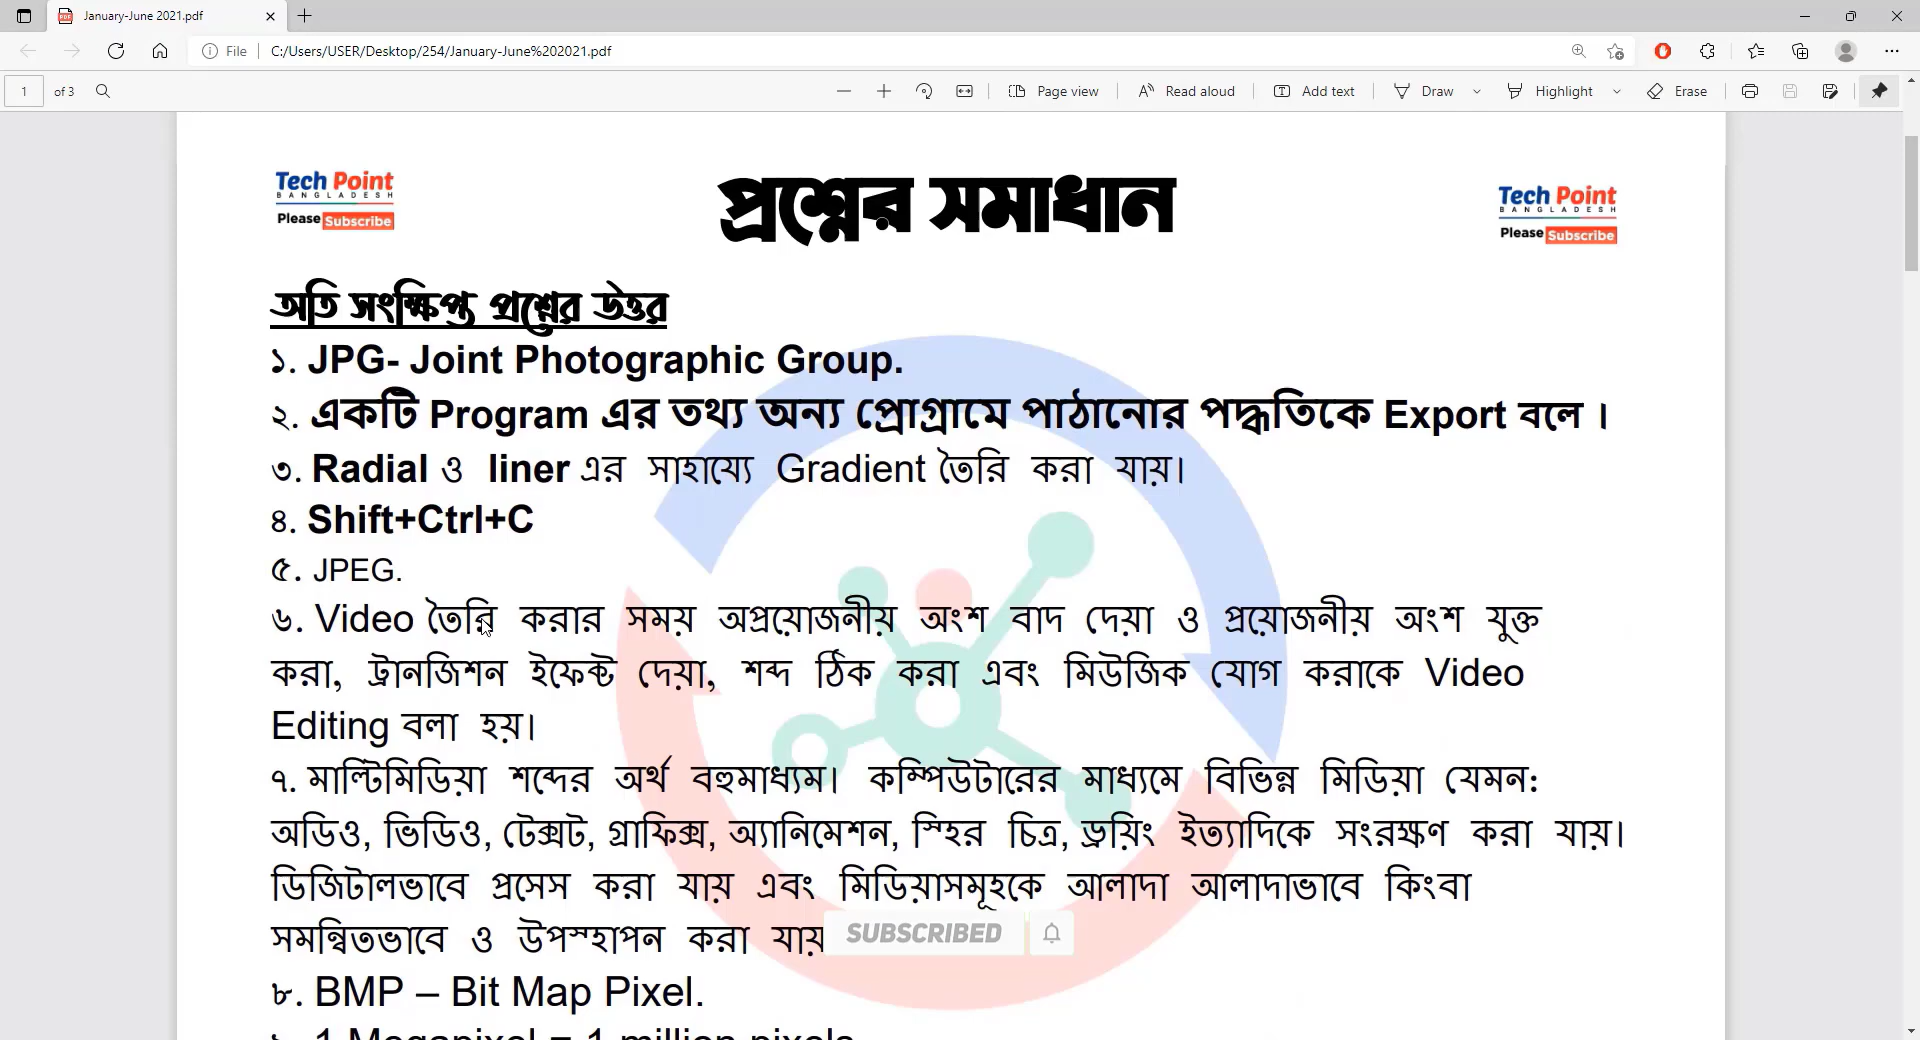 January-June 2021.pdf
File
C:/Users/USER/Desktop/254/January-June%202021.pdf
1 of 3
Page view
Read aloud
Add text
Draw
Highlight
Erase
Tech Point
BANGLADESH
Please Subscribe
প্রশ্নের সমাধান
Tech Point
BANGLADESH
Please Subscribe
অতি সংক্ষিপ্ত প্রশ্নের উত্তর
১. JPG- Joint Photographic Group.
২. একটি Program এর তথ্য অন্য প্রোগ্রামে পাঠানোর পদ্ধতিকে Export বলে ।
৩. Radial ও liner এর সাহায্যে Gradient তৈরি করা যায়।
৪. Shift+Ctrl+C
৫. JPEG.
৬. Video তৈরি করার সময় অপ্রয়োজনীয় অংশ বাদ দেয়া ও প্রয়োজনীয় অংশ যুক্ত
করা, ট্রানজিশন ইফেক্ট দেয়া, শব্দ ঠিক করা এবং মিউজিক যোগ করাকে Video
Editing বলা হয়।
৭. মাল্টিমিডিয়া শব্দের অর্থ বহুমাধ্যম। কম্পিউটারের মাধ্যমে বিভিন্ন মিডিয়া যেমন:
অডিও, ভিডিও, টেক্সট, গ্রাফিক্স, অ্যানিমেশন, স্হির চিত্র, ড্রয়িং ইত্যাদিকে সংরক্ষণ করা যায়।
ডিজিটালভাবে প্রসেস করা যায় এবং মিডিয়াসমূহকে আলাদা আলাদাভাবে কিংবা
সমন্বিতভাবে ও উপস্হাপন করা যায়
SUBSCRIBED
৮. BMP – Bit Map Pixel.
1 Megapixel = 1 million pixels